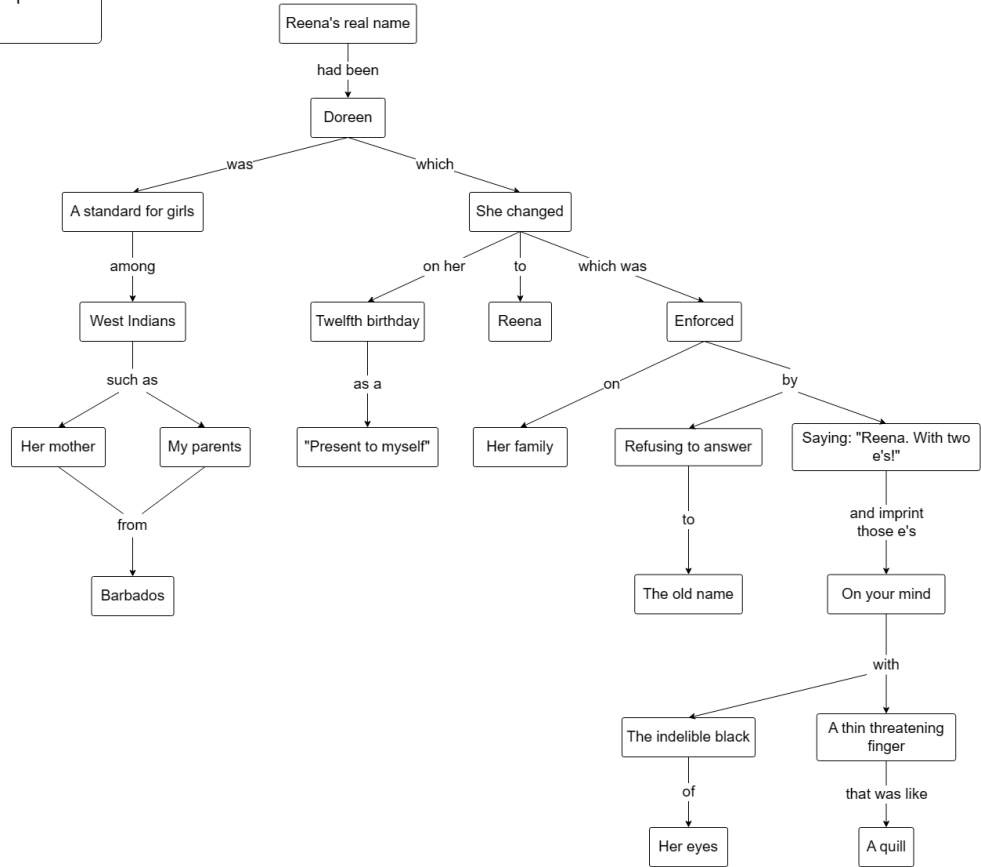 Reena's real name
had been
Doreen
was
which
A standard for girls
She changed
among
on her
to
which was
West Indians
Twelfth birthday
Reena
Enforced
such as
as a
on
by
Her mother
My parents
"Present to myself"
Her family
Refusing to answer
Saying: "Reena. With two
e's!"
from
to
and imprint
those e's
Barbados
The old name
On your mind
with
The indelible black
A thin threatening
finger
of
that was like
Her eyes
A quill